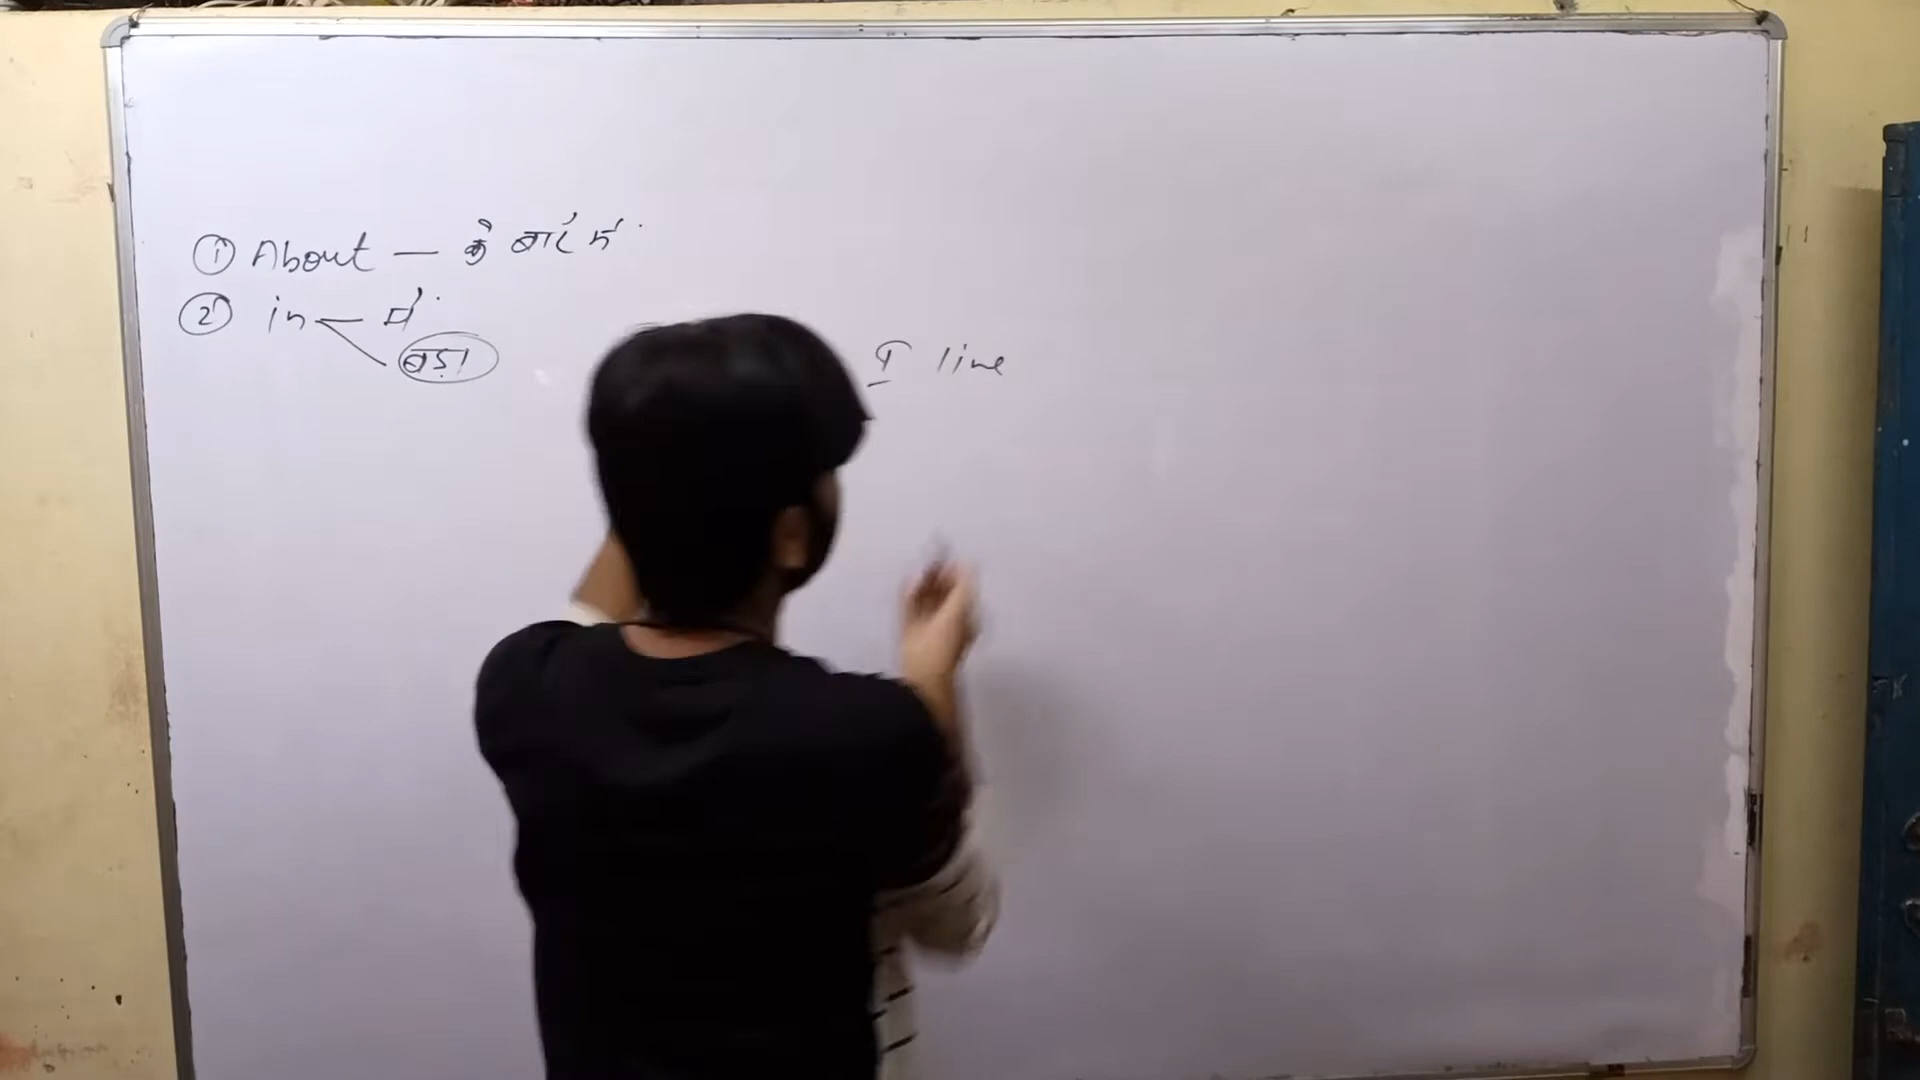 ① About — के बारे में
② in — में
बड़ा
I line